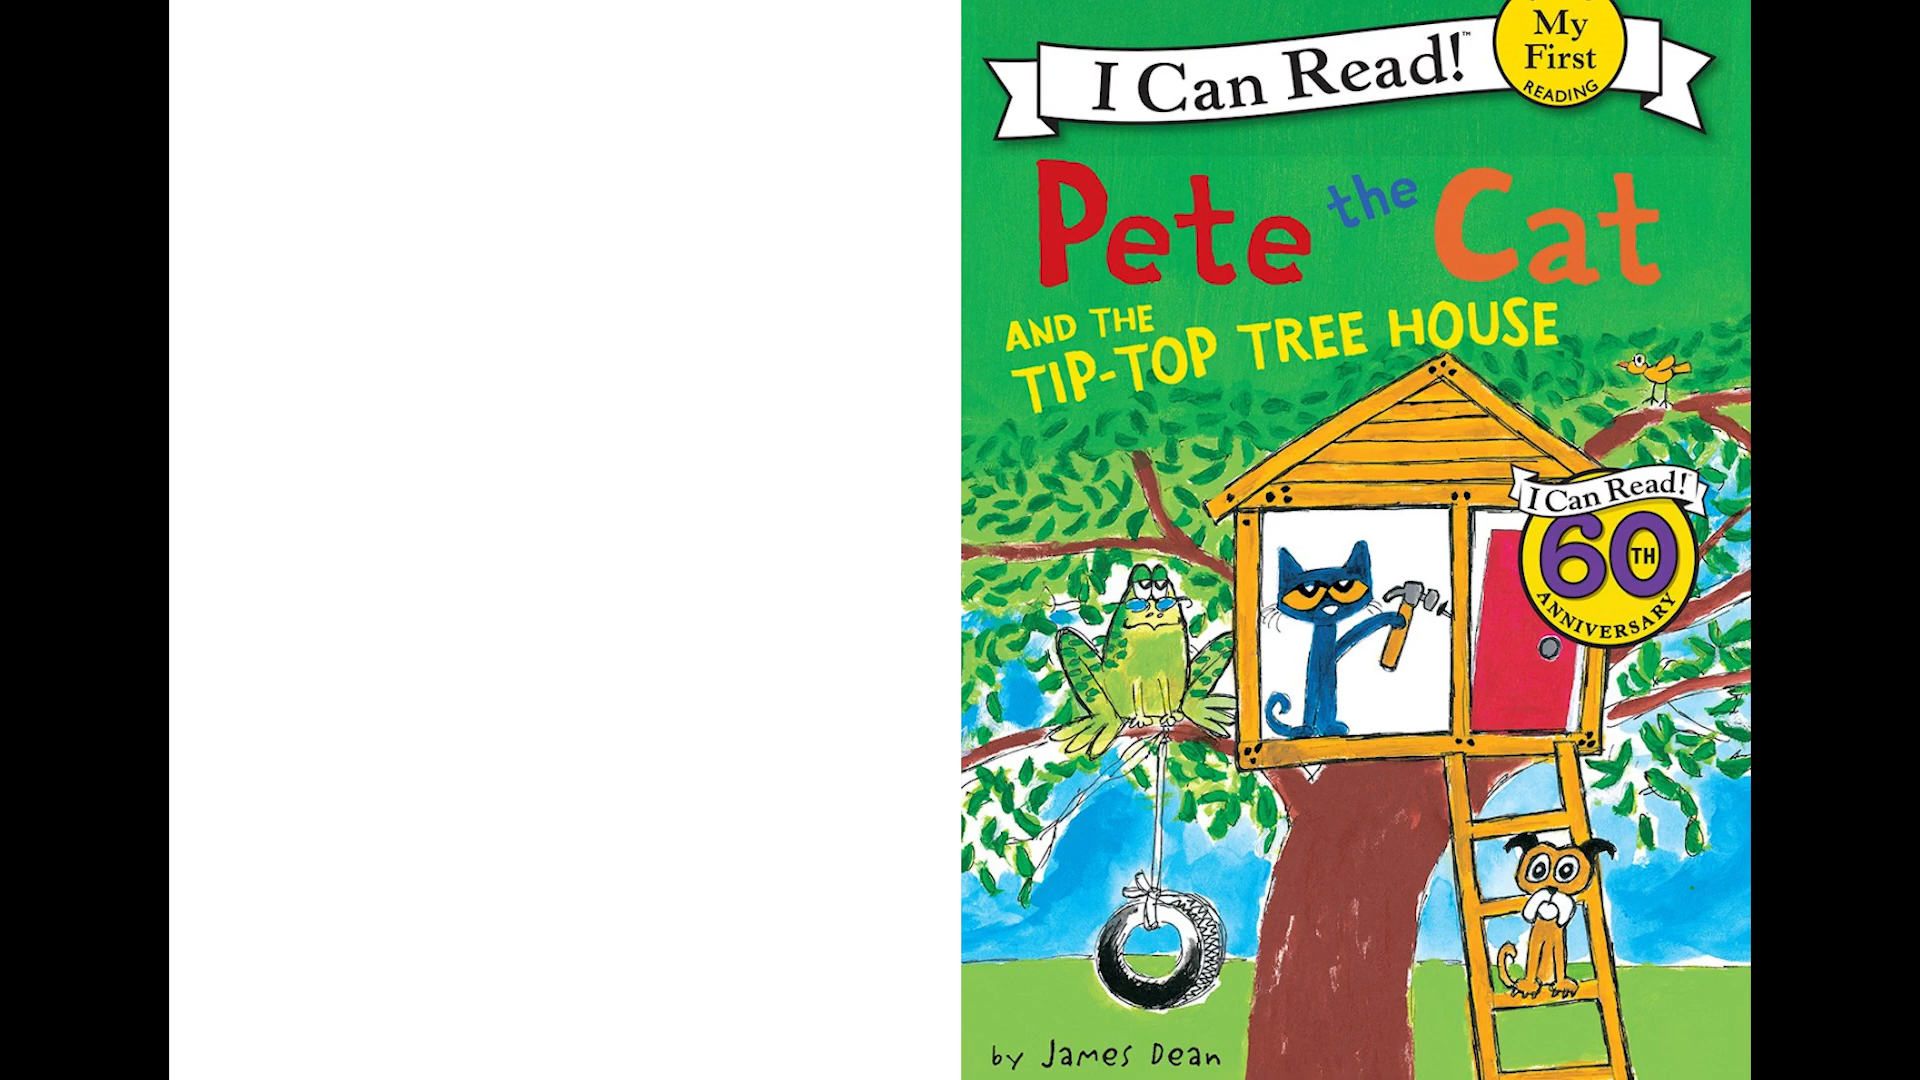 I Can Read!™
My
First
READING
Pete the Cat
AND THE
TIP-TOP TREE HOUSE
I Can Read!
60TH
ANNIVERSARY
by James Dean